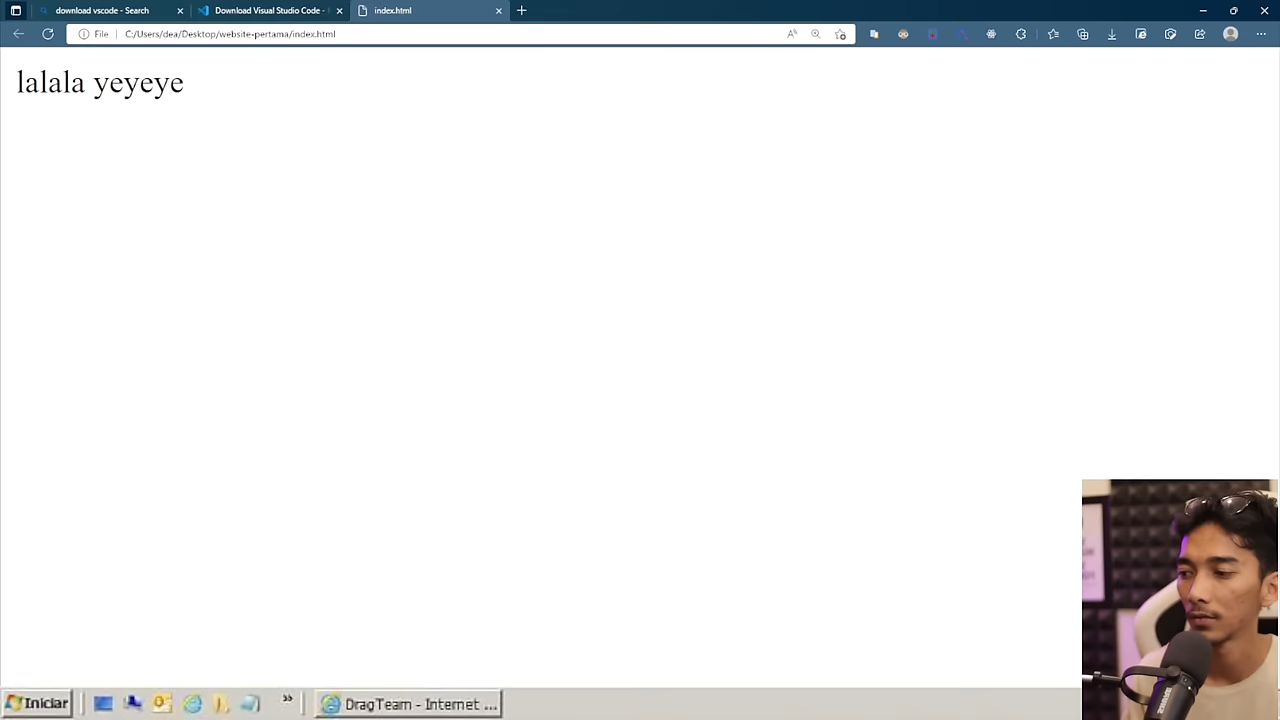 download vscode - Search
Download Visual Studio Code -
index.html
File
C:/Users/dea/Desktop/website-pertama/index.html
lalala yeyeye
Iniciar
DragTeam - Internet ...